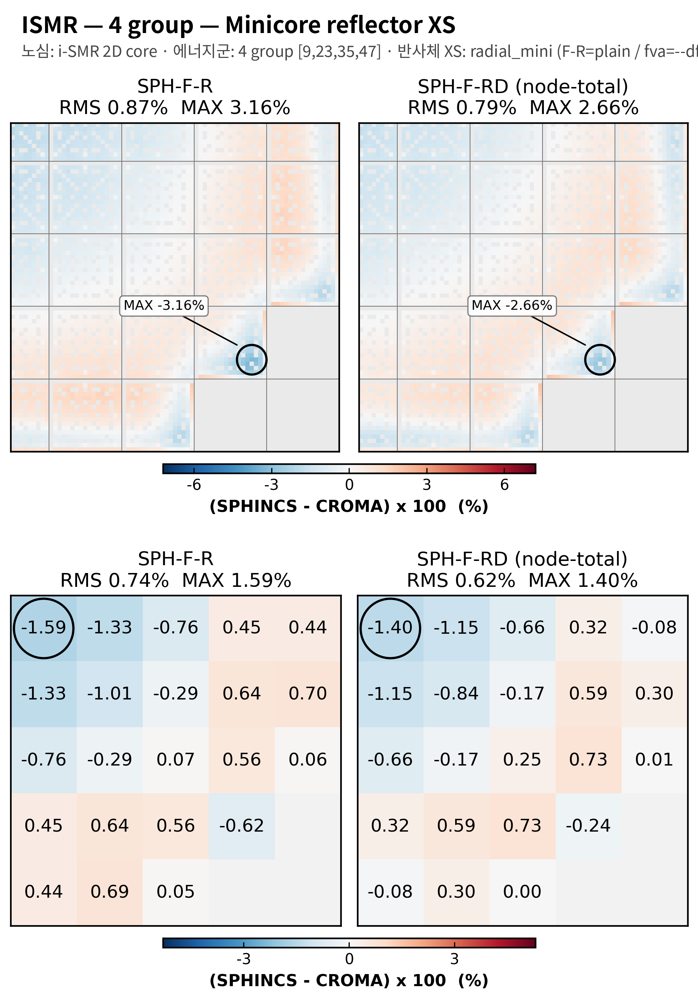 ISMR — 4 group — Minicore reflector XS
노심: i-SMR 2D core · 에너지군: 4 group [9,23,35,47] · 반사체 XS: radial_mini (F-R=plain / fva=--df
SPH-F-R
RMS 0.87%  MAX 3.16%
SPH-F-RD (node-total)
RMS 0.79%  MAX 2.66%
MAX -3.16%
MAX -2.66%
-6 -3 0 3 6
(SPHINCS - CROMA) x 100  (%)
SPH-F-R
RMS 0.74%  MAX 1.59%
SPH-F-RD (node-total)
RMS 0.62%  MAX 1.40%
-1.59 -1.33 -0.76 0.45 0.44
-1.33 -1.01 -0.29 0.64 0.70
-0.76 -0.29 0.07 0.56 0.06
0.45 0.64 0.56 -0.62
0.44 0.69 0.05
-1.40 -1.15 -0.66 0.32 -0.08
-1.15 -0.84 -0.17 0.59 0.30
-0.66 -0.17 0.25 0.73 0.01
0.32 0.59 0.73 -0.24
-0.08 0.30 0.00
-3 0 3
(SPHINCS - CROMA) x 100  (%)